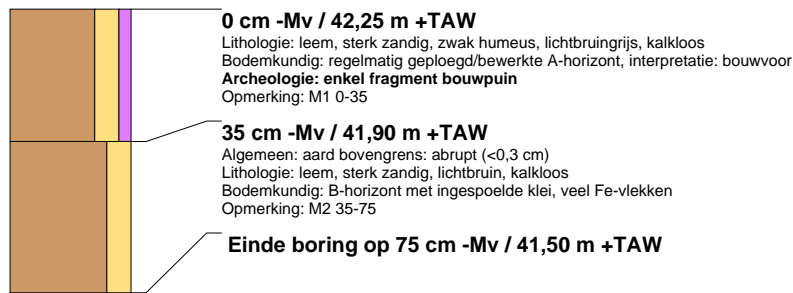 0 cm -Mv / 42,25 m +TAW
Lithologie: leem, sterk zandig, zwak humeus, lichtbruingrijs, kalkloos
Bodemkundig: regelmatig geploegd/bewerkte A-horizont, interpretatie: bouwvoor
Archeologie: enkel fragment bouwpuin
Opmerking: M1 0-35
35 cm -Mv / 41,90 m +TAW
Algemeen: aard bovengrens: abrupt (<0,3 cm)
Lithologie: leem, sterk zandig, lichtbruin, kalkloos
Bodemkundig: B-horizont met ingespoelde klei, veel Fe-vlekken
Opmerking: M2 35-75
Einde boring op 75 cm -Mv / 41,50 m +TAW